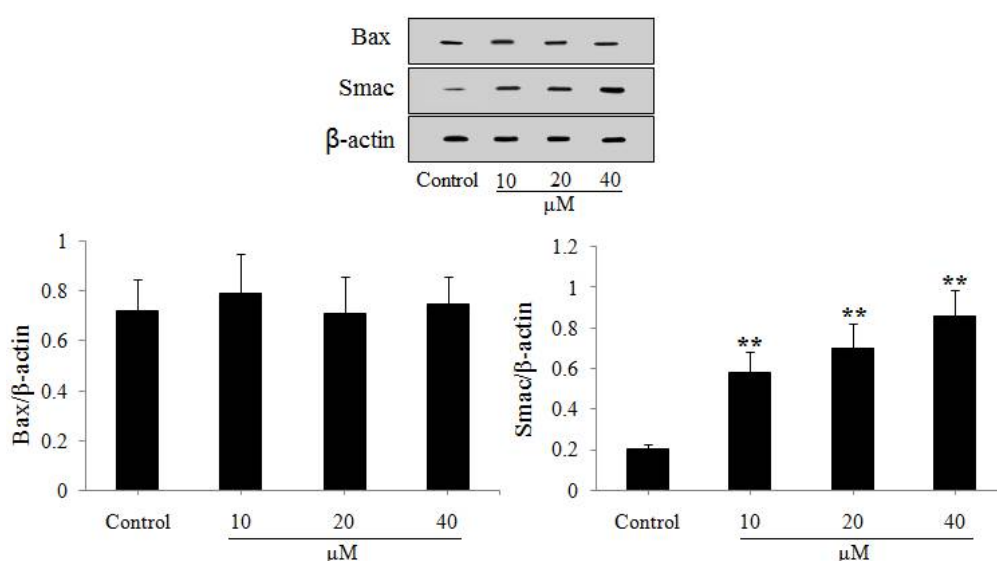 Bax
Smac
β-actin
Control 10 20 40
μM
1
0.8
0.6
0.4
0.2
0
Bax/β-actin
Control 10 20 40
μM
1.2
1
0.8
0.6
0.4
0.2
0
Smac/β-actin
** ** **
Control 10 20 40
μM